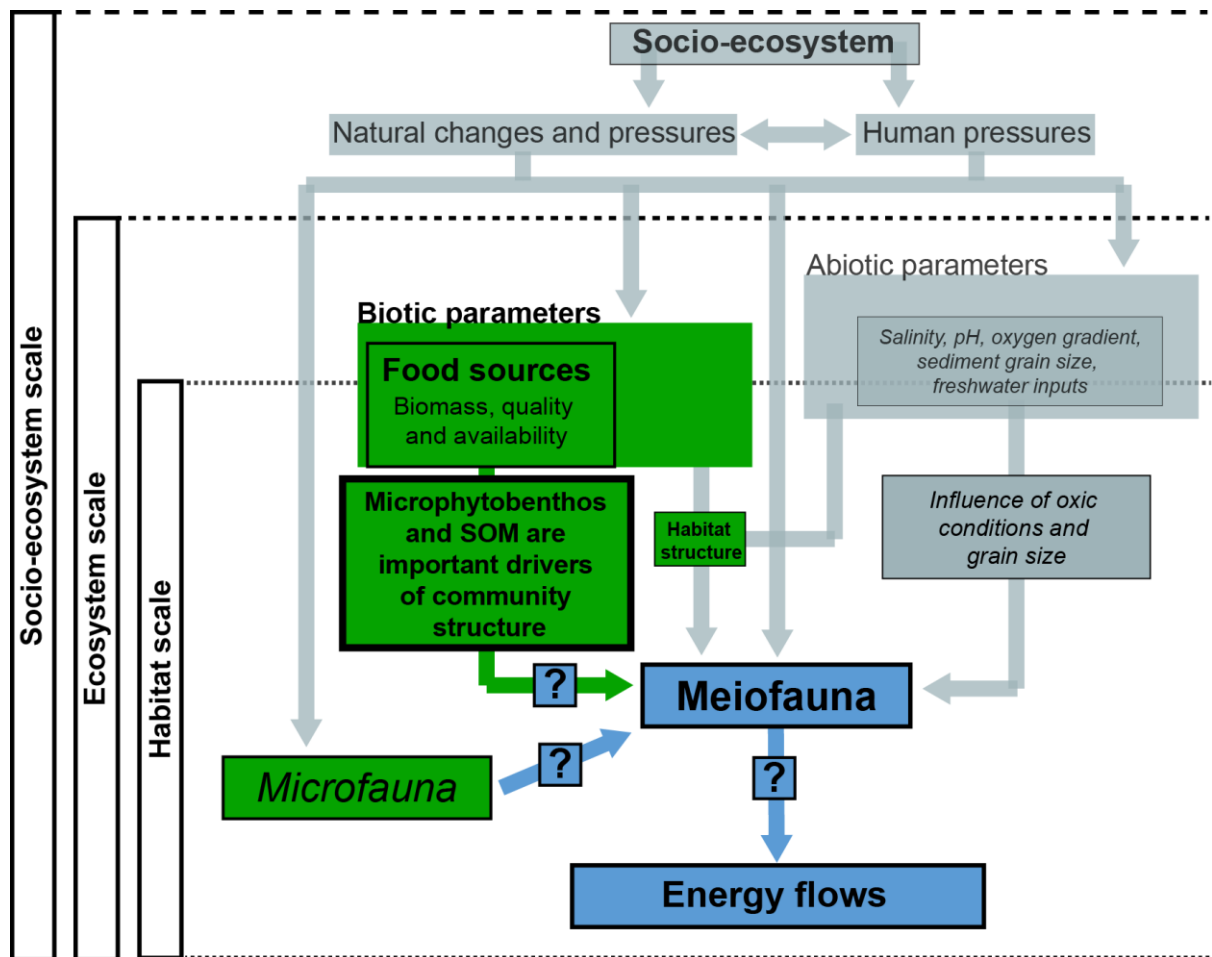 Socio-ecosystem
Natural changes and pressures
Human pressures
Abiotic parameters
Salinity, pH, oxygen gradient,
sediment grain size,
freshwater inputs
Biotic parameters
Food sources
Biomass, quality
and availability
Microphytobenthos
and SOM are
important drivers
of community
structure
Habitat
structure
Influence of oxic
conditions and
grain size
?
Meiofauna
?
Microfauna
?
Energy flows
Socio-ecosystem scale
Ecosystem scale
Habitat scale